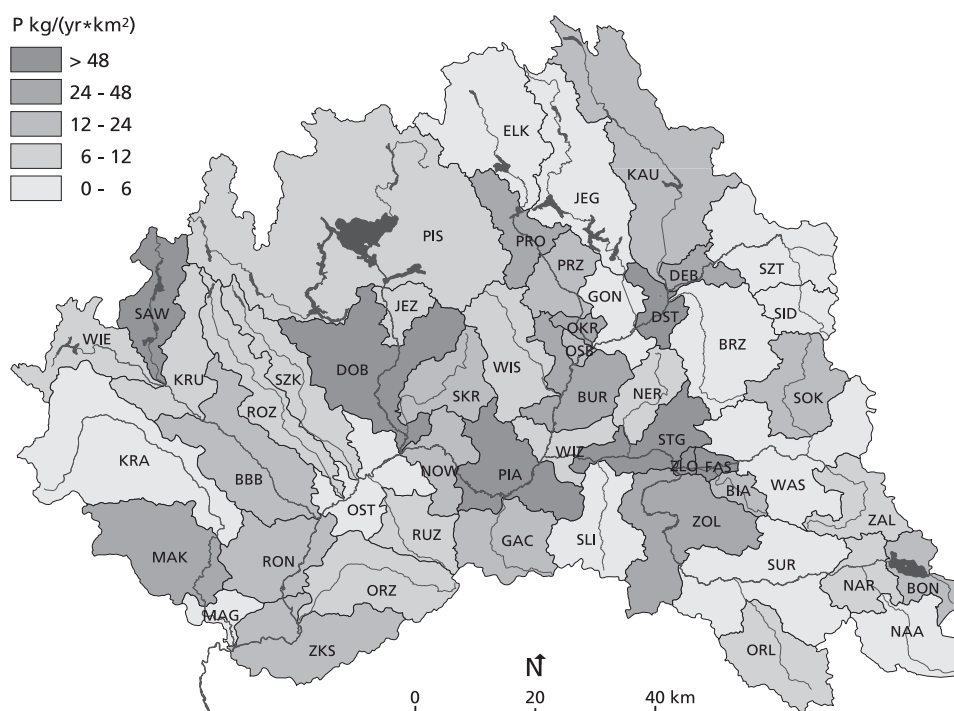 P kg/(yr*km²)
> 48
24 - 48
12 - 24
6 - 12
0 - 6
ELK
KAU
JEG
PIS
PRO
PRZ
DEB
SZT
GON
JEZ
SAW
DST
SID
OKR
WIE
BRZ
OSB
DOB
WIS
KRU
SZK
NER
SKR
BUR
SOK
ROZ
STG
WIZ
KRA
NOW
PIA
ZLO
FAS
BBB
BIA
WAS
OST
ZOL
ZAL
RUZ
GAC
SLI
MAK
RON
SUR
ORZ
NAR
BON
MAG
NAA
ZKS
ORL
N
0 20 40 km